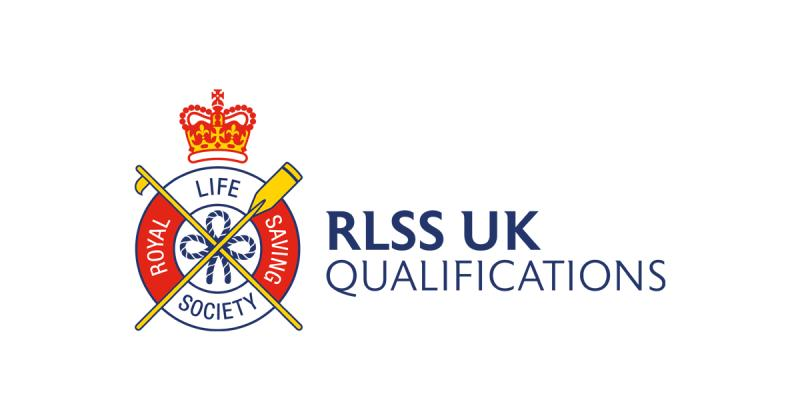 ROYAL
LIFE
SAVING
SOCIETY
RLSS UK
QUALIFICATIONS